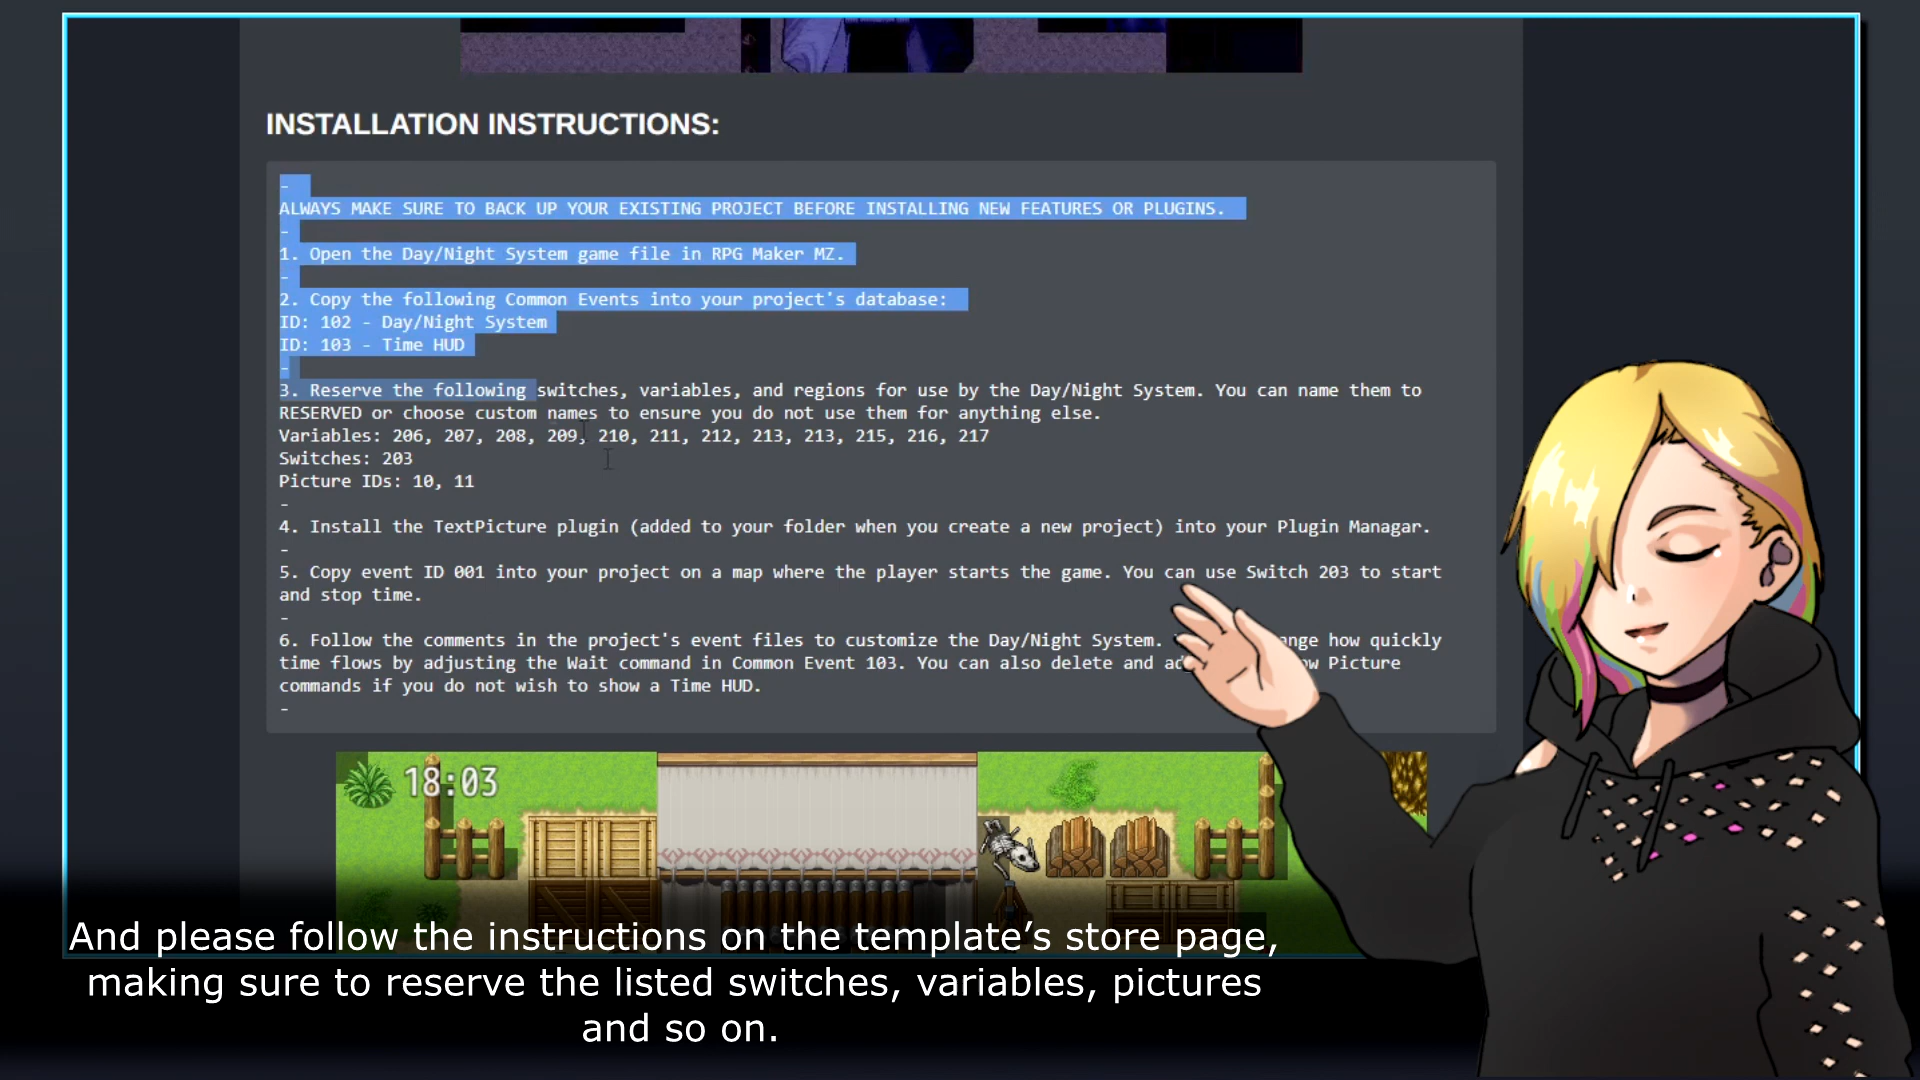 INSTALLATION INSTRUCTIONS:
-
ALWAYS MAKE SURE TO BACK UP YOUR EXISTING PROJECT BEFORE INSTALLING NEW FEATURES OR PLUGINS.
-
1. Open the Day/Night System game file in RPG Maker MZ.
-
2. Copy the following Common Events into your project's database:
ID: 102 - Day/Night System
ID: 103 - Time HUD
-
3. Reserve the following switches, variables, and regions for use by the Day/Night System. You can name them to
RESERVED or choose custom names to ensure you do not use them for anything else.
Variables: 206, 207, 208, 209, 210, 211, 212, 213, 213, 215, 216, 217
Switches: 203
Picture IDs: 10, 11
-
4. Install the TextPicture plugin (added to your folder when you create a new project) into your Plugin Managar.
-
5. Copy event ID 001 into your project on a map where the player starts the game. You can use Switch 203 to start
and stop time.
-
6. Follow the comments in the project's event files to customize the Day/Night System. how quickly
time flows by adjusting the Wait command in Common Event 103. You can also delete and Picture
commands if you do not wish to show a Time HUD.
-
18:03
And please follow the instructions on the template’s store page,
making sure to reserve the listed switches, variables, pictures
and so on.